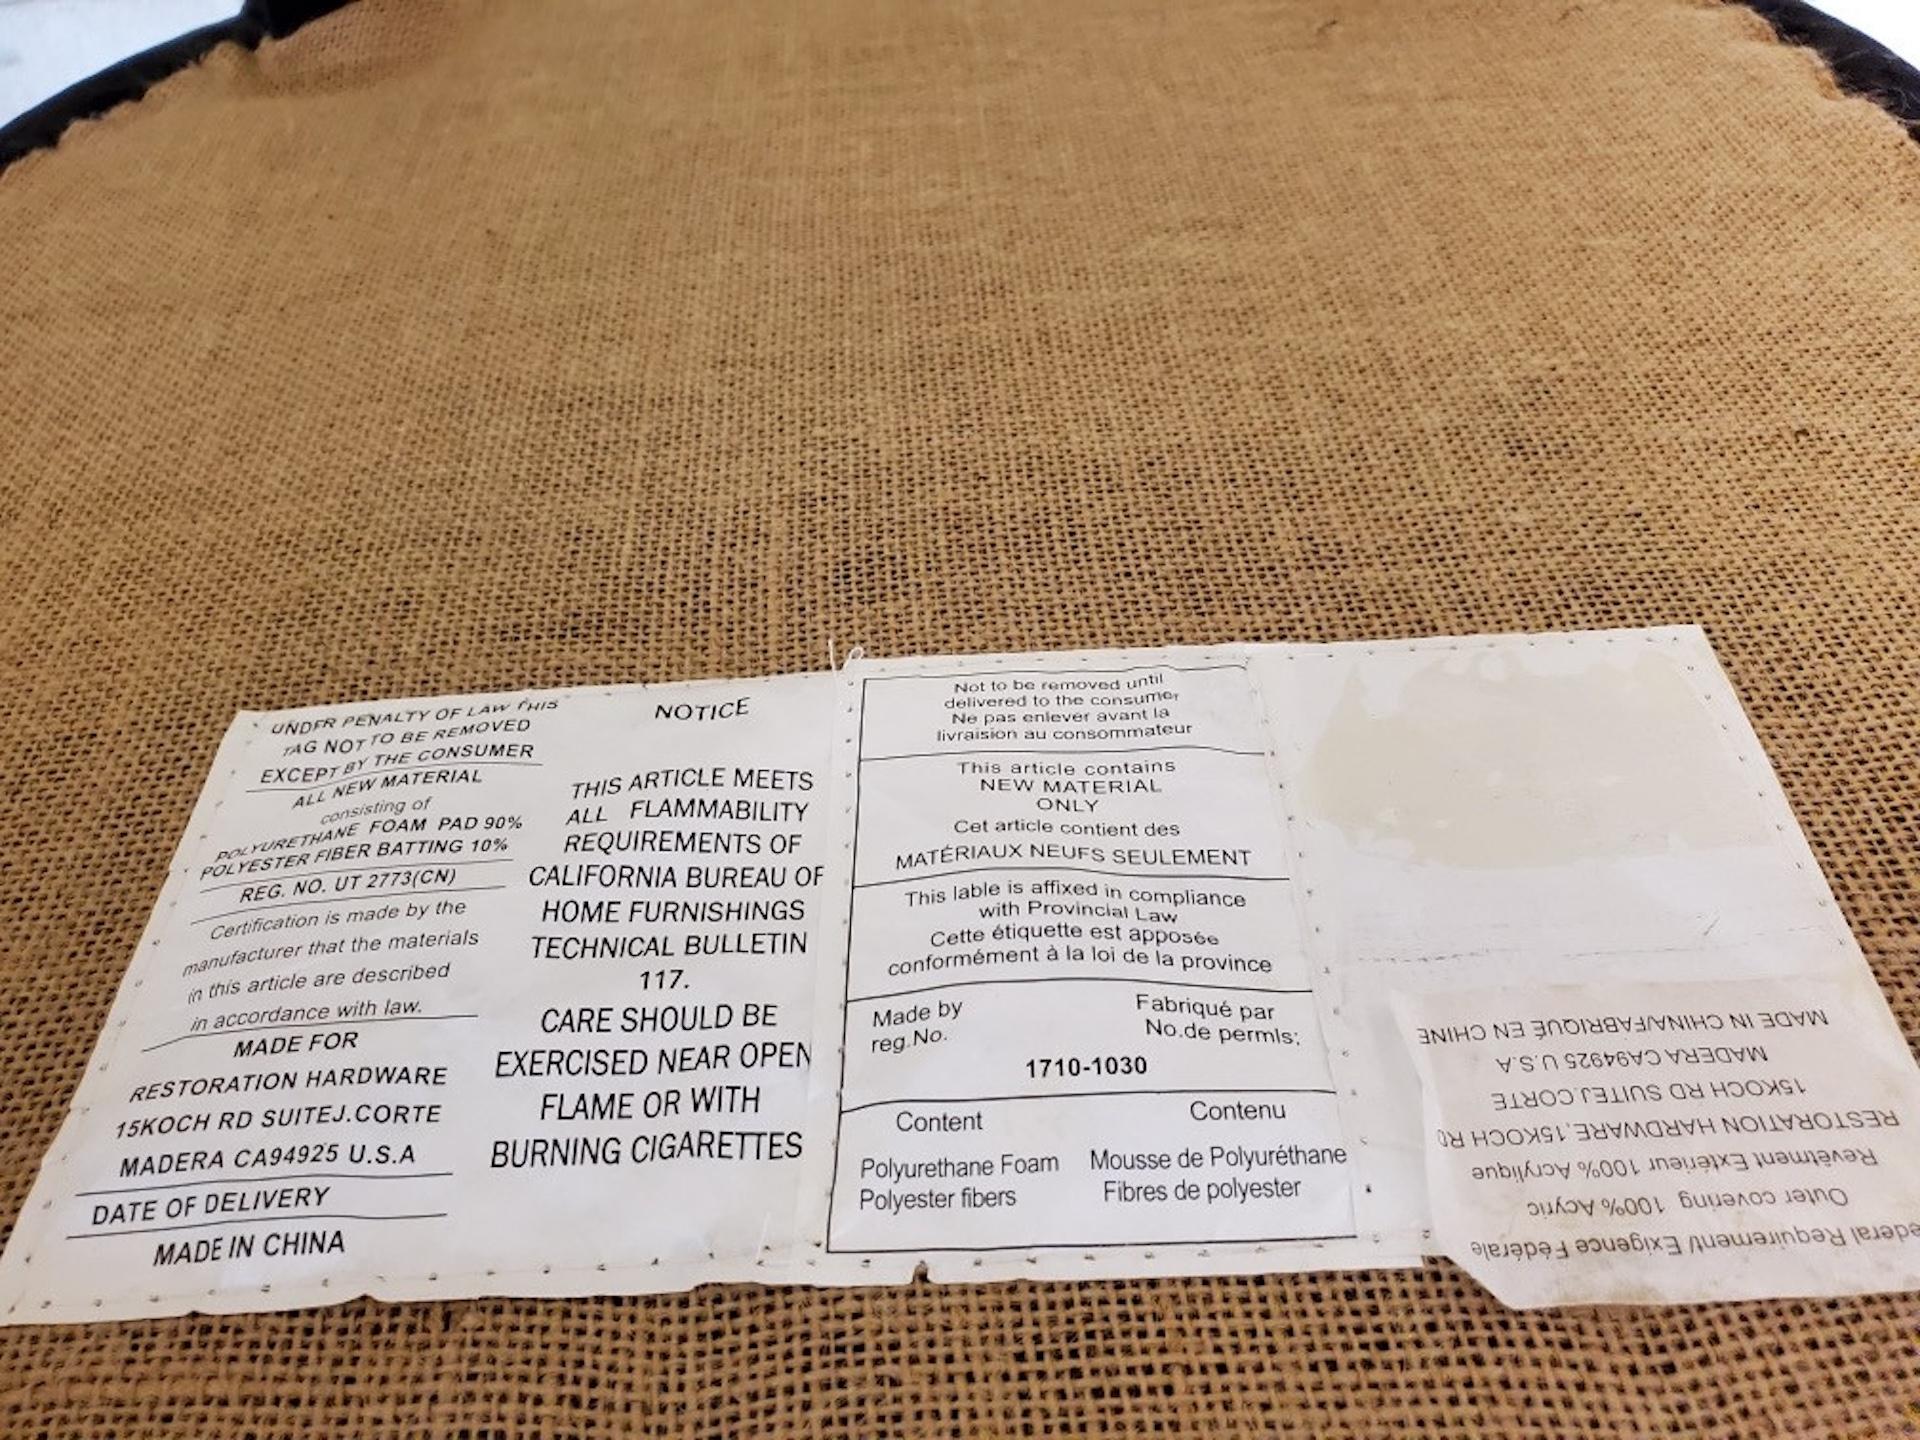 UNDER PENALTY OF LAW THIS
TAG NOT TO BE REMOVED
EXCEPT BY THE CONSUMER
ALL NEW MATERIAL
consisting of
POLYURETHANE FOAM PAD 90%
POLYESTER FIBER BATTING 10%
REG. NO. UT 2773(CN)
Certification is made by the
manufacturer that the materials
in this article are described
in accordance with law.
MADE FOR
RESTORATION HARDWARE
15KOCH RD SUITEJ.CORTE
MADERA CA94925 U.S.A
DATE OF DELIVERY
MADE IN CHINA
NOTICE
THIS ARTICLE MEETS
ALL FLAMMABILITY
REQUIREMENTS OF
CALIFORNIA BUREAU OF
HOME FURNISHINGS
TECHNICAL BULLETIN
117.
CARE SHOULD BE
EXERCISED NEAR OPEN
FLAME OR WITH
BURNING CIGARETTES
Not to be removed until
delivered to the consumer
Ne pas enlever avant la
livraison au consommateur
This article contains
NEW MATERIAL
ONLY
Cet article contient des
MATÉRIAUX NEUFS SEULEMENT
This lable is affixed in compliance
with Provincial Law
Cette étiquette est apposée
conformément à la loi de la province
Made by Fabriqué par
reg.No. No.de permls;
1710-1030
Content Contenu
Polyurethane Foam Mousse de Polyuréthane
Polyester fibers Fibres de polyester
ederal Requirement/ Exigence Fédérale
Outer covering 100% Acyric
Revêtment Extérieur 100% Acrylique
RESTORATION HARDWARE,15KOCH RD
15KOCH RD SUITEJ.CORTE
MADERA CA94925 U.S.A
MADE IN CHINA/FABRIQUÉ EN CHINE